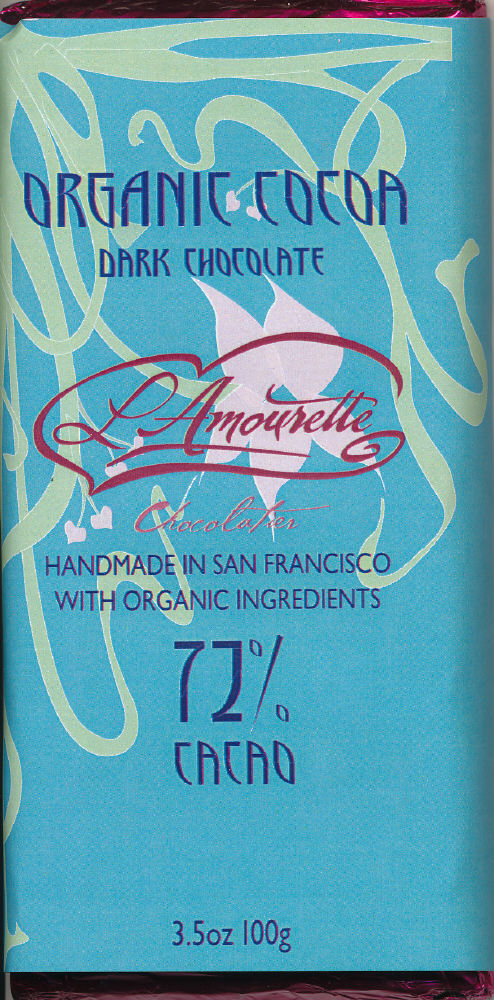 ORGANIC COCOA
DARK CHOCOLATE
L'Amourette
Chocolatier
HANDMADE IN SAN FRANCISCO
WITH ORGANIC INGREDIENTS
72%
CACAO
3.5oz 100g